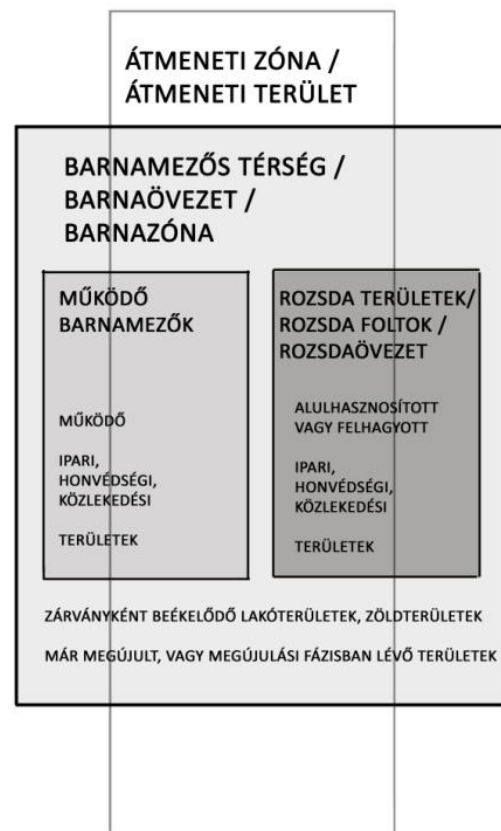 ÁTMENETI ZÓNA /
ÁTMENETI TERÜLET
BARNAMEZŐS TÉRSÉG /
BARNAÖVEZET /
BARNAZÓNA
MŰKÖDŐ
BARNAMEZŐK
MŰKÖDŐ
IPARI,
HONVÉDSÉGI,
KÖZLEKEDÉSI
TERÜLETEK
ROZSDA TERÜLETEK/
ROZSDA FOLTOK /
ROZSDAÖVEZET
ALULHASZNOSÍTOTT
VAGY FELHAGYOTT
IPARI,
HONVÉDSÉGI,
KÖZLEKEDÉSI
TERÜLETEK
ZÁRVÁNYKÉNT BEÉKELŐDŐ LAKÓTERÜLETEK, ZÖLDTERÜLETEK
MÁR MEGÚJULT, VAGY MEGÚJULÁSI FÁZISBAN LÉVŐ TERÜLETEK